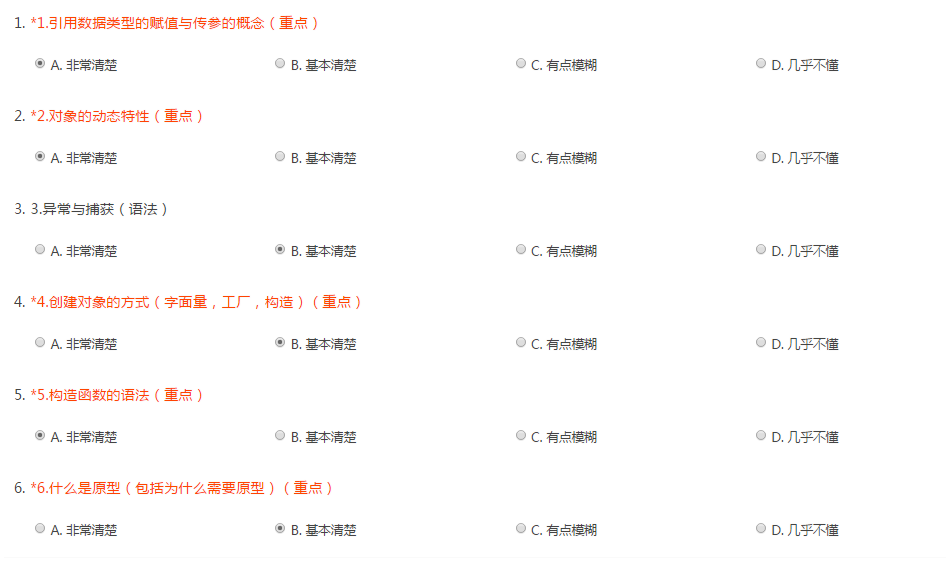 1. *1.引用数据类型的赋值与传参的概念（重点）
A. 非常清楚 B. 基本清楚 C. 有点模糊 D. 几乎不懂
2. *2.对象的动态特性（重点）
A. 非常清楚 B. 基本清楚 C. 有点模糊 D. 几乎不懂
3. 3.异常与捕获（语法）
A. 非常清楚 B. 基本清楚 C. 有点模糊 D. 几乎不懂
4. *4.创建对象的方式（字面量，工厂，构造）（重点）
A. 非常清楚 B. 基本清楚 C. 有点模糊 D. 几乎不懂
5. *5.构造函数的语法（重点）
A. 非常清楚 B. 基本清楚 C. 有点模糊 D. 几乎不懂
6. *6.什么是原型（包括为什么需要原型）（重点）
A. 非常清楚 B. 基本清楚 C. 有点模糊 D. 几乎不懂